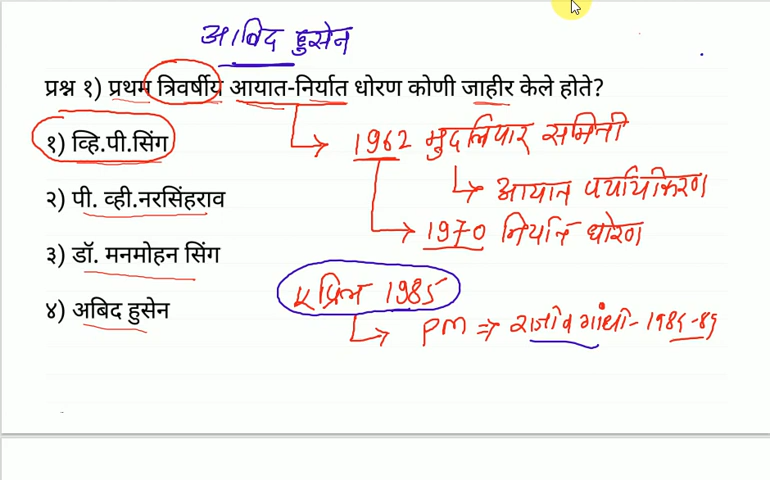 आबिद हुसेन
प्रश्न १) प्रथम त्रिवर्षीय आयात-निर्यात धोरण कोणी जाहीर केले होते?
१) व्हि.पी.सिंग
1962 मुदलियार समिती
आयात पर्यायिकरण
२) पी. व्ही.नरसिंहराव
1970 निर्यात धोरण
३) डॉ. मनमोहन सिंग
एप्रिल 1985
४) अबिद हुसेन
PM ⇒ राजीव गांधी - 1984-89